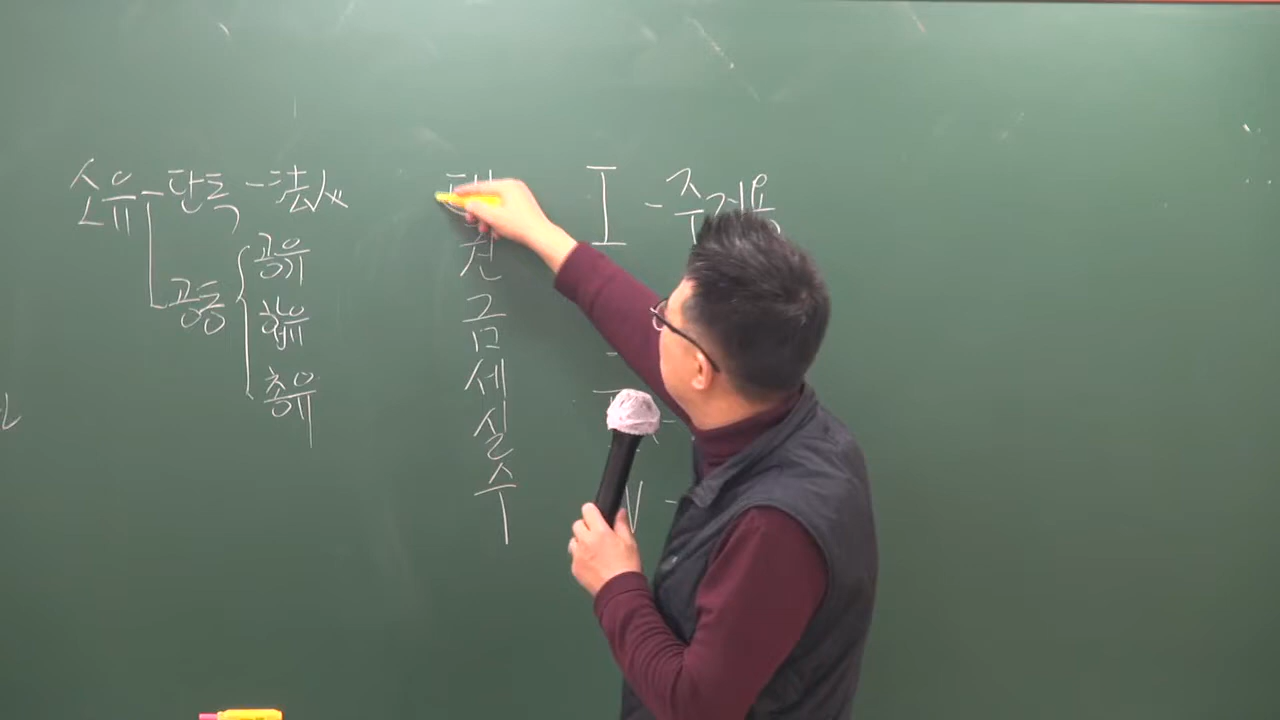 소유 - 단독 - 法人
공동
공유
합유
총유
전
금
세
실
수
I - 주거용